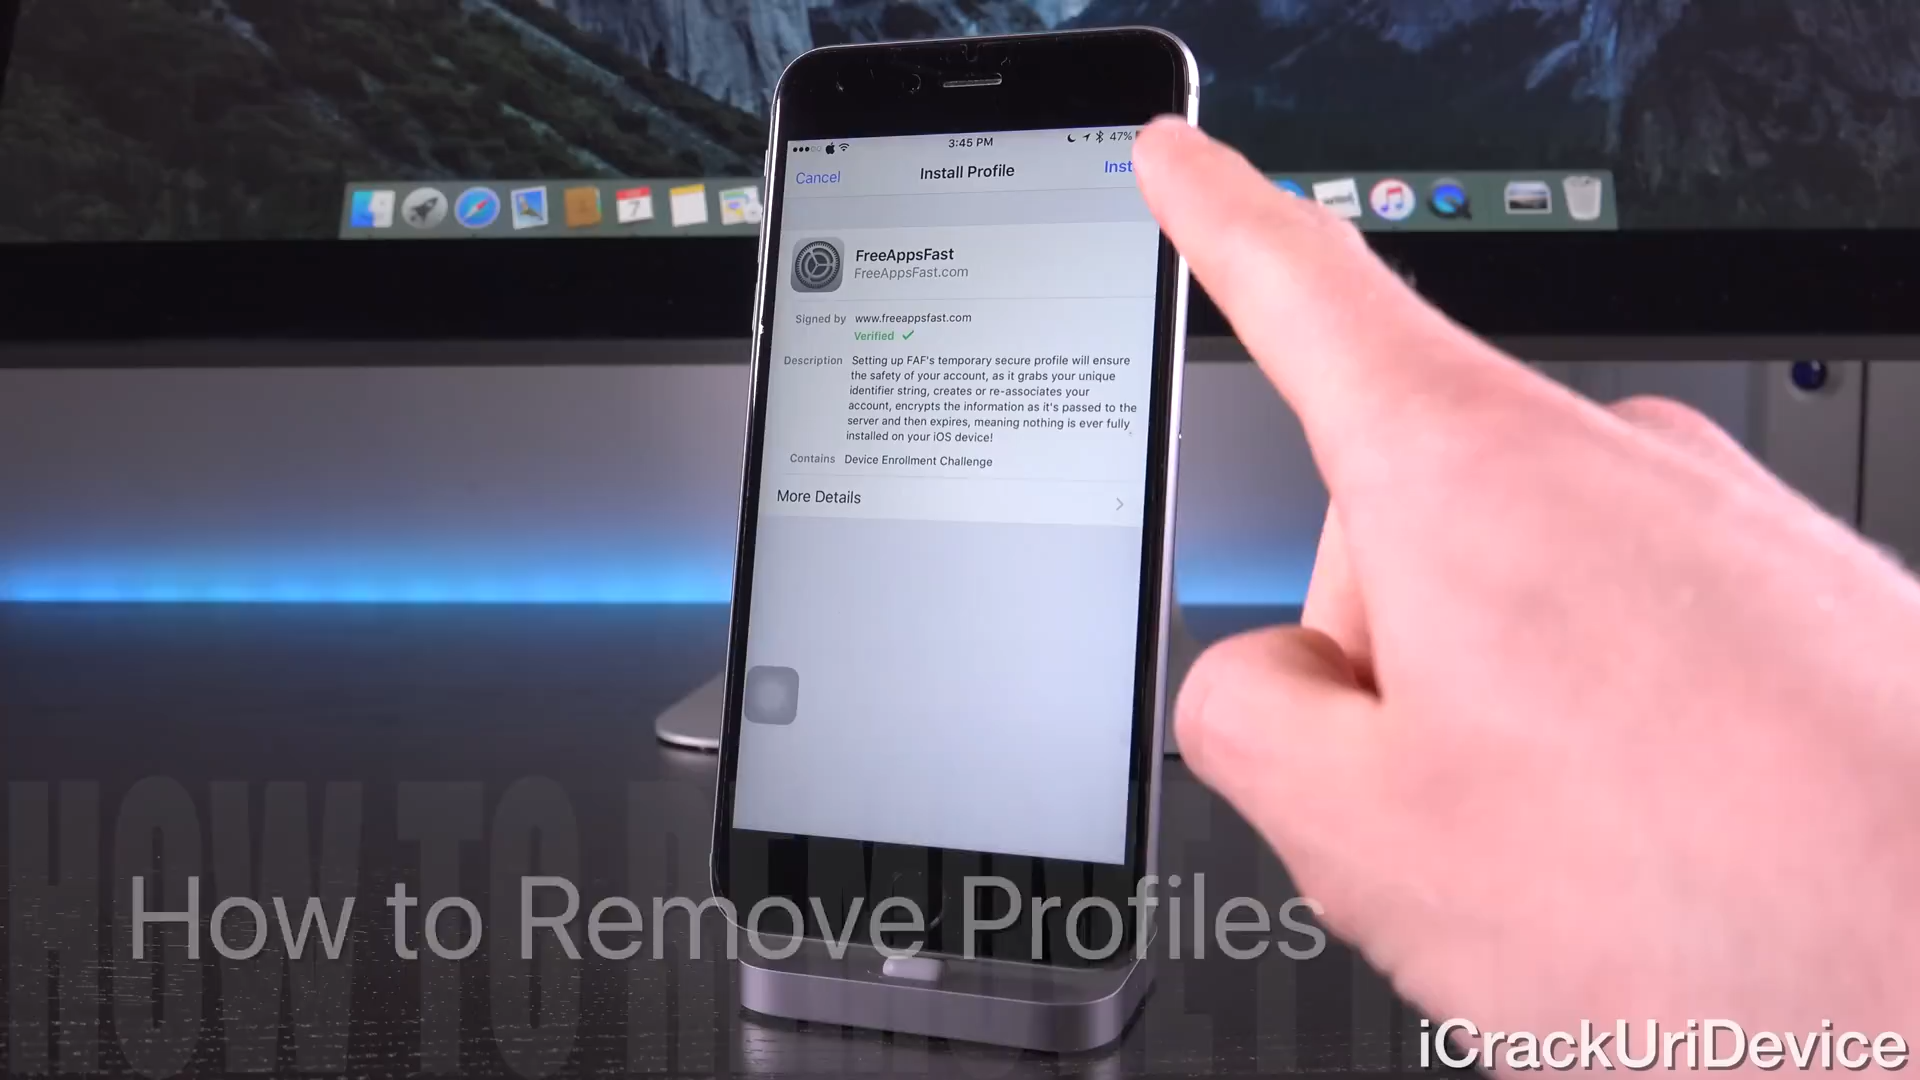 3:45 PM
47%
Cancel
Install Profile
Inst
FreeAppsFast
FreeAppsFast.com
Signed by www.freeappsfast.com
Verified
Description Setting up FAF's temporary secure profile will ensure
the safety of your account, as it grabs your unique
identifier string, creates or re-associates your
account, encrypts the information as it's passed to the
server and then expires, meaning nothing is ever fully
installed on your iOS device!
Contains Device Enrollment Challenge
More Details
7
HOW TO REMOVE
How to Remove Profiles
iCrackUriDevice